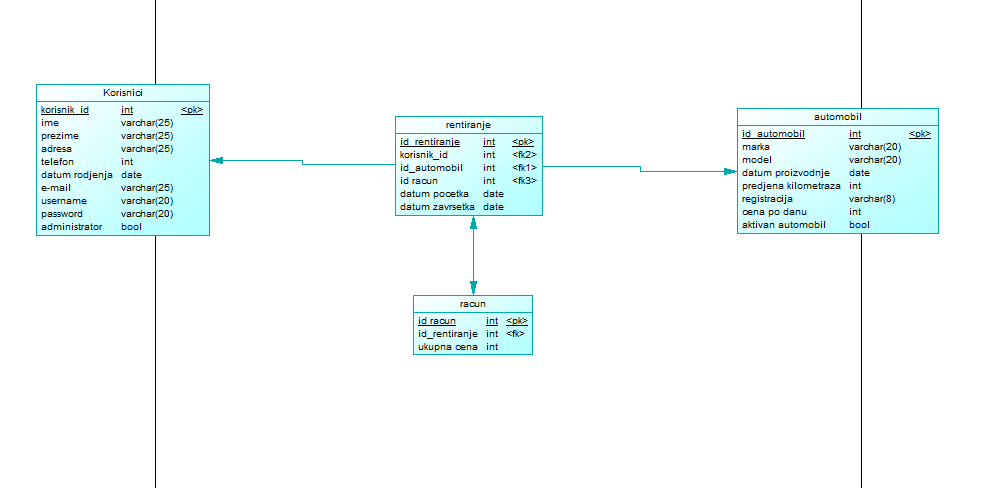 Korisnici
korisnik_id int <pk>
ime varchar(25)
prezime varchar(25)
adresa varchar(25)
telefon int
datum rodjenja date
e-mail varchar(25)
username varchar(20)
password varchar(20)
administrator bool
rentiranje
id_rentiranje int <pk>
korisnik_id int <fk2>
id_automobil int <fk1>
id racun int <fk3>
datum pocetka date
datum zavrsetka date
automobil
id_automobil int <pk>
marka varchar(20)
model varchar(20)
datum proizvodnje date
predjena kilometraza int
registracija varchar(8)
cena po danu int
aktivan automobil bool
racun
id racun int <pk>
id_rentiranje int <fk>
ukupna cena int